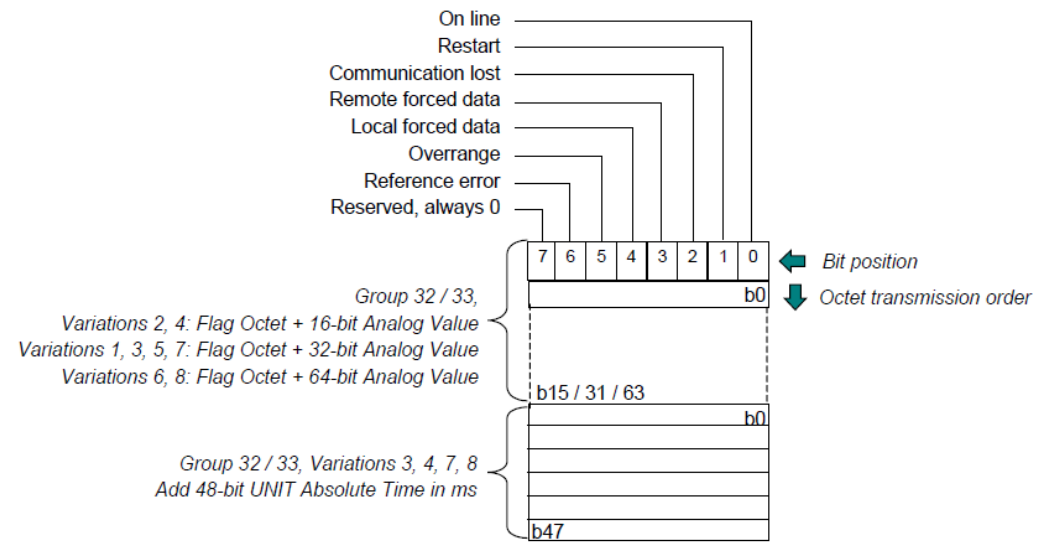 On line
Restart
Communication lost
Remote forced data
Local forced data
Overrange
Reference error
Reserved, always 0
7 6 5 4 3 2 1 0
Bit position
b0
Octet transmission order
Group 32 / 33,
Variations 2, 4: Flag Octet + 16-bit Analog Value
Variations 1, 3, 5, 7: Flag Octet + 32-bit Analog Value
Variations 6, 8: Flag Octet + 64-bit Analog Value
b15 / 31 / 63
b0
Group 32 / 33, Variations 3, 4, 7, 8
Add 48-bit UNIT Absolute Time in ms
b47